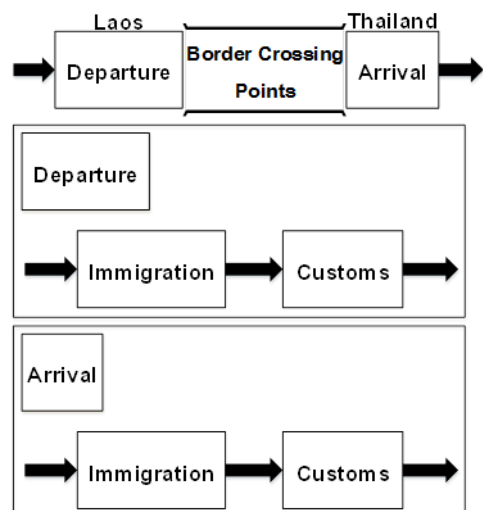 Laos
Thailand
Departure
Border Crossing
Points
Arrival
Departure
Immigration
Customs
Arrival
Immigration
Customs